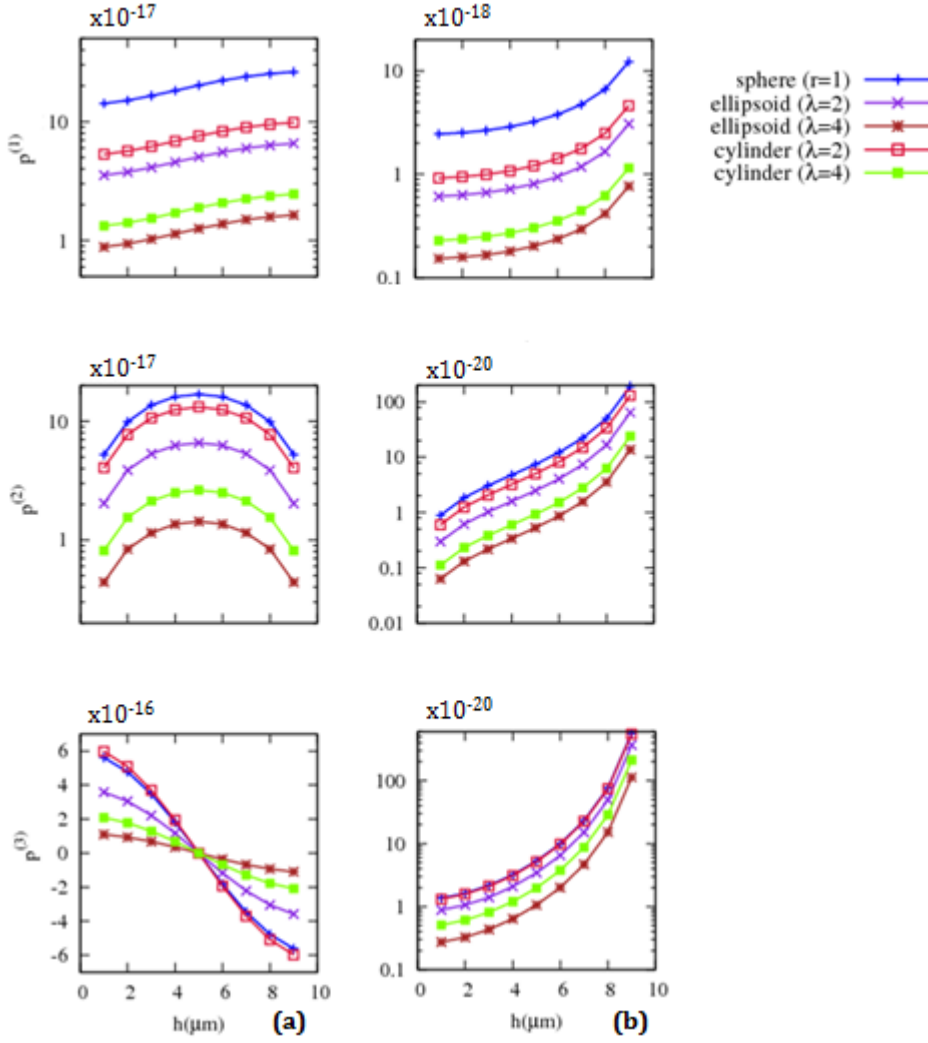 x10⁻¹⁷
x10⁻¹⁸
10
1
p⁽¹⁾
10
1
0.1
sphere (r=1)
ellipsoid (λ=2)
ellipsoid (λ=4)
cylinder (λ=2)
cylinder (λ=4)
x10⁻¹⁷
x10⁻²⁰
10
1
p⁽²⁾
100
10
1
0.1
0.01
x10⁻¹⁶
x10⁻²⁰
6
4
2
0
-2
-4
-6
p⁽³⁾
100
10
1
0.1
0 2 4 6 8 10
0 2 4 6 8 10
h(μm) (a)
h(μm) (b)